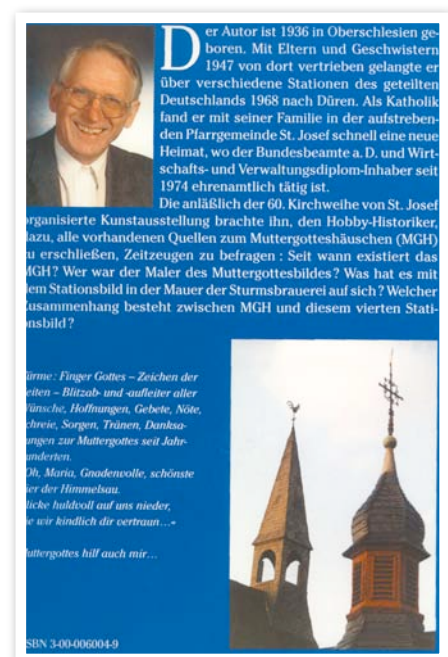 Der Autor ist 1936 in Oberschlesien ge-
boren. Mit Eltern und Geschwistern
1947 von dort vertrieben gelangte er
über verschiedene Stationen des geteilten
Deutschlands 1968 nach Düren. Als Katholik
fand er mit seiner Familie in der aufstreben-
den Pfarrgemeinde St. Josef schnell eine neue
Heimat, wo der Bundesbeamte a. D. und Wirt-
schafts- und Verwaltungsdiplom-Inhaber seit
1974 ehrenamtlich tätig ist.
Die anläßlich der 60. Kirchweihe von St. Josef
organisierte Kunstausstellung brachte ihn, den Hobby-Historiker,
dazu, alle vorhandenen Quellen zum Muttergotteshäuschen (MGH)
zu erschließen, Zeitzeugen zu befragen : Seit wann existiert das
MGH? Wer war der Maler des Muttergottesbildes? Was hat es mit
dem Stationsbild in der Mauer der Sturmsbrauerei auf sich? Welcher
Zusammenhang besteht zwischen MGH und diesem vierten Stati-
onsbild?
ürme: Finger Gottes – Zeichen der
eiten – Blitzab- und -aufleiter aller
Wünsche, Hoffnungen, Gebete, Nöte,
chreie, Sorgen, Tränen, Danksa-
ungen zur Muttergottes seit Jahr-
underten.
Oh, Maria, Gnadenvolle, schönste
ier der Himmelsau.
licke huldvoll auf uns nieder,
ie wir kindlich dir vertraun...«
uttergottes hilf auch mir...
SBN 3-00-006004-9